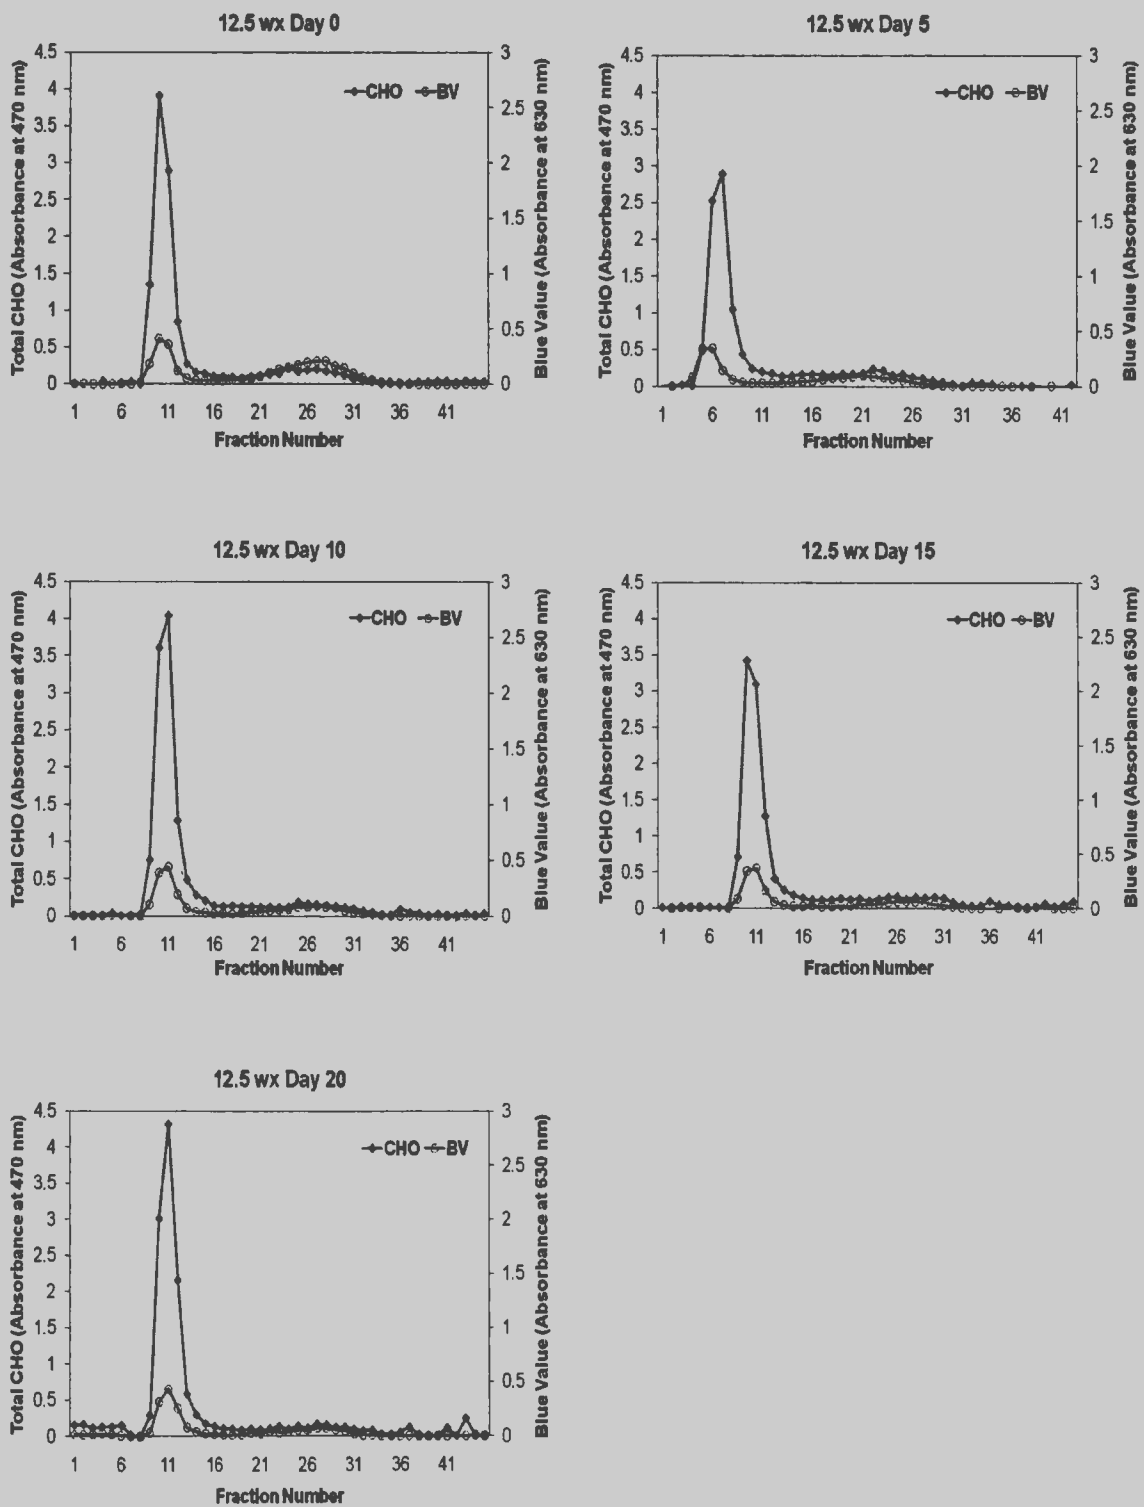 12.5 wx Day 0
Total CHO (Absorbance at 470 nm)
4.5
4
3.5
3
2.5
2
1.5
1
0.5
0
CHO BV
3
2.5
2
1.5
1
0.5
0
Blue Value (Absorbance at 630 nm)
1 6 11 16 21 26 31 36 41
Fraction Number
12.5 wx Day 5
Total CHO (Absorbance at 470 nm)
4.5
4
3.5
3
2.5
2
1.5
1
0.5
0
CHO BV
3
2.5
2
1.5
1
0.5
0
Blue Value (Absorbance at 630 nm)
1 6 11 16 21 26 31 36 41
Fraction Number
12.5 wx Day 10
Total CHO (Absorbance at 470 nm)
4.5
4
3.5
3
2.5
2
1.5
1
0.5
0
CHO BV
3
2.5
2
1.5
1
0.5
0
Blue Value (Absorbance at 630 nm)
1 6 11 16 21 26 31 36 41
Fraction Number
12.5 wx Day 15
Total CHO (Absorbance at 470 nm)
4.5
4
3.5
3
2.5
2
1.5
1
0.5
0
CHO BV
3
2.5
2
1.5
1
0.5
0
Blue Value (Absorbance at 630 nm)
1 6 11 16 21 26 31 36 41
Fraction Number
12.5 wx Day 20
Total CHO (Absorbance at 470 nm)
4.5
4
3.5
3
2.5
2
1.5
1
0.5
0
CHO BV
3
2.5
2
1.5
1
0.5
0
Blue Value (Absorbance at 630 nm)
1 6 11 16 21 26 31 36 41
Fraction Number